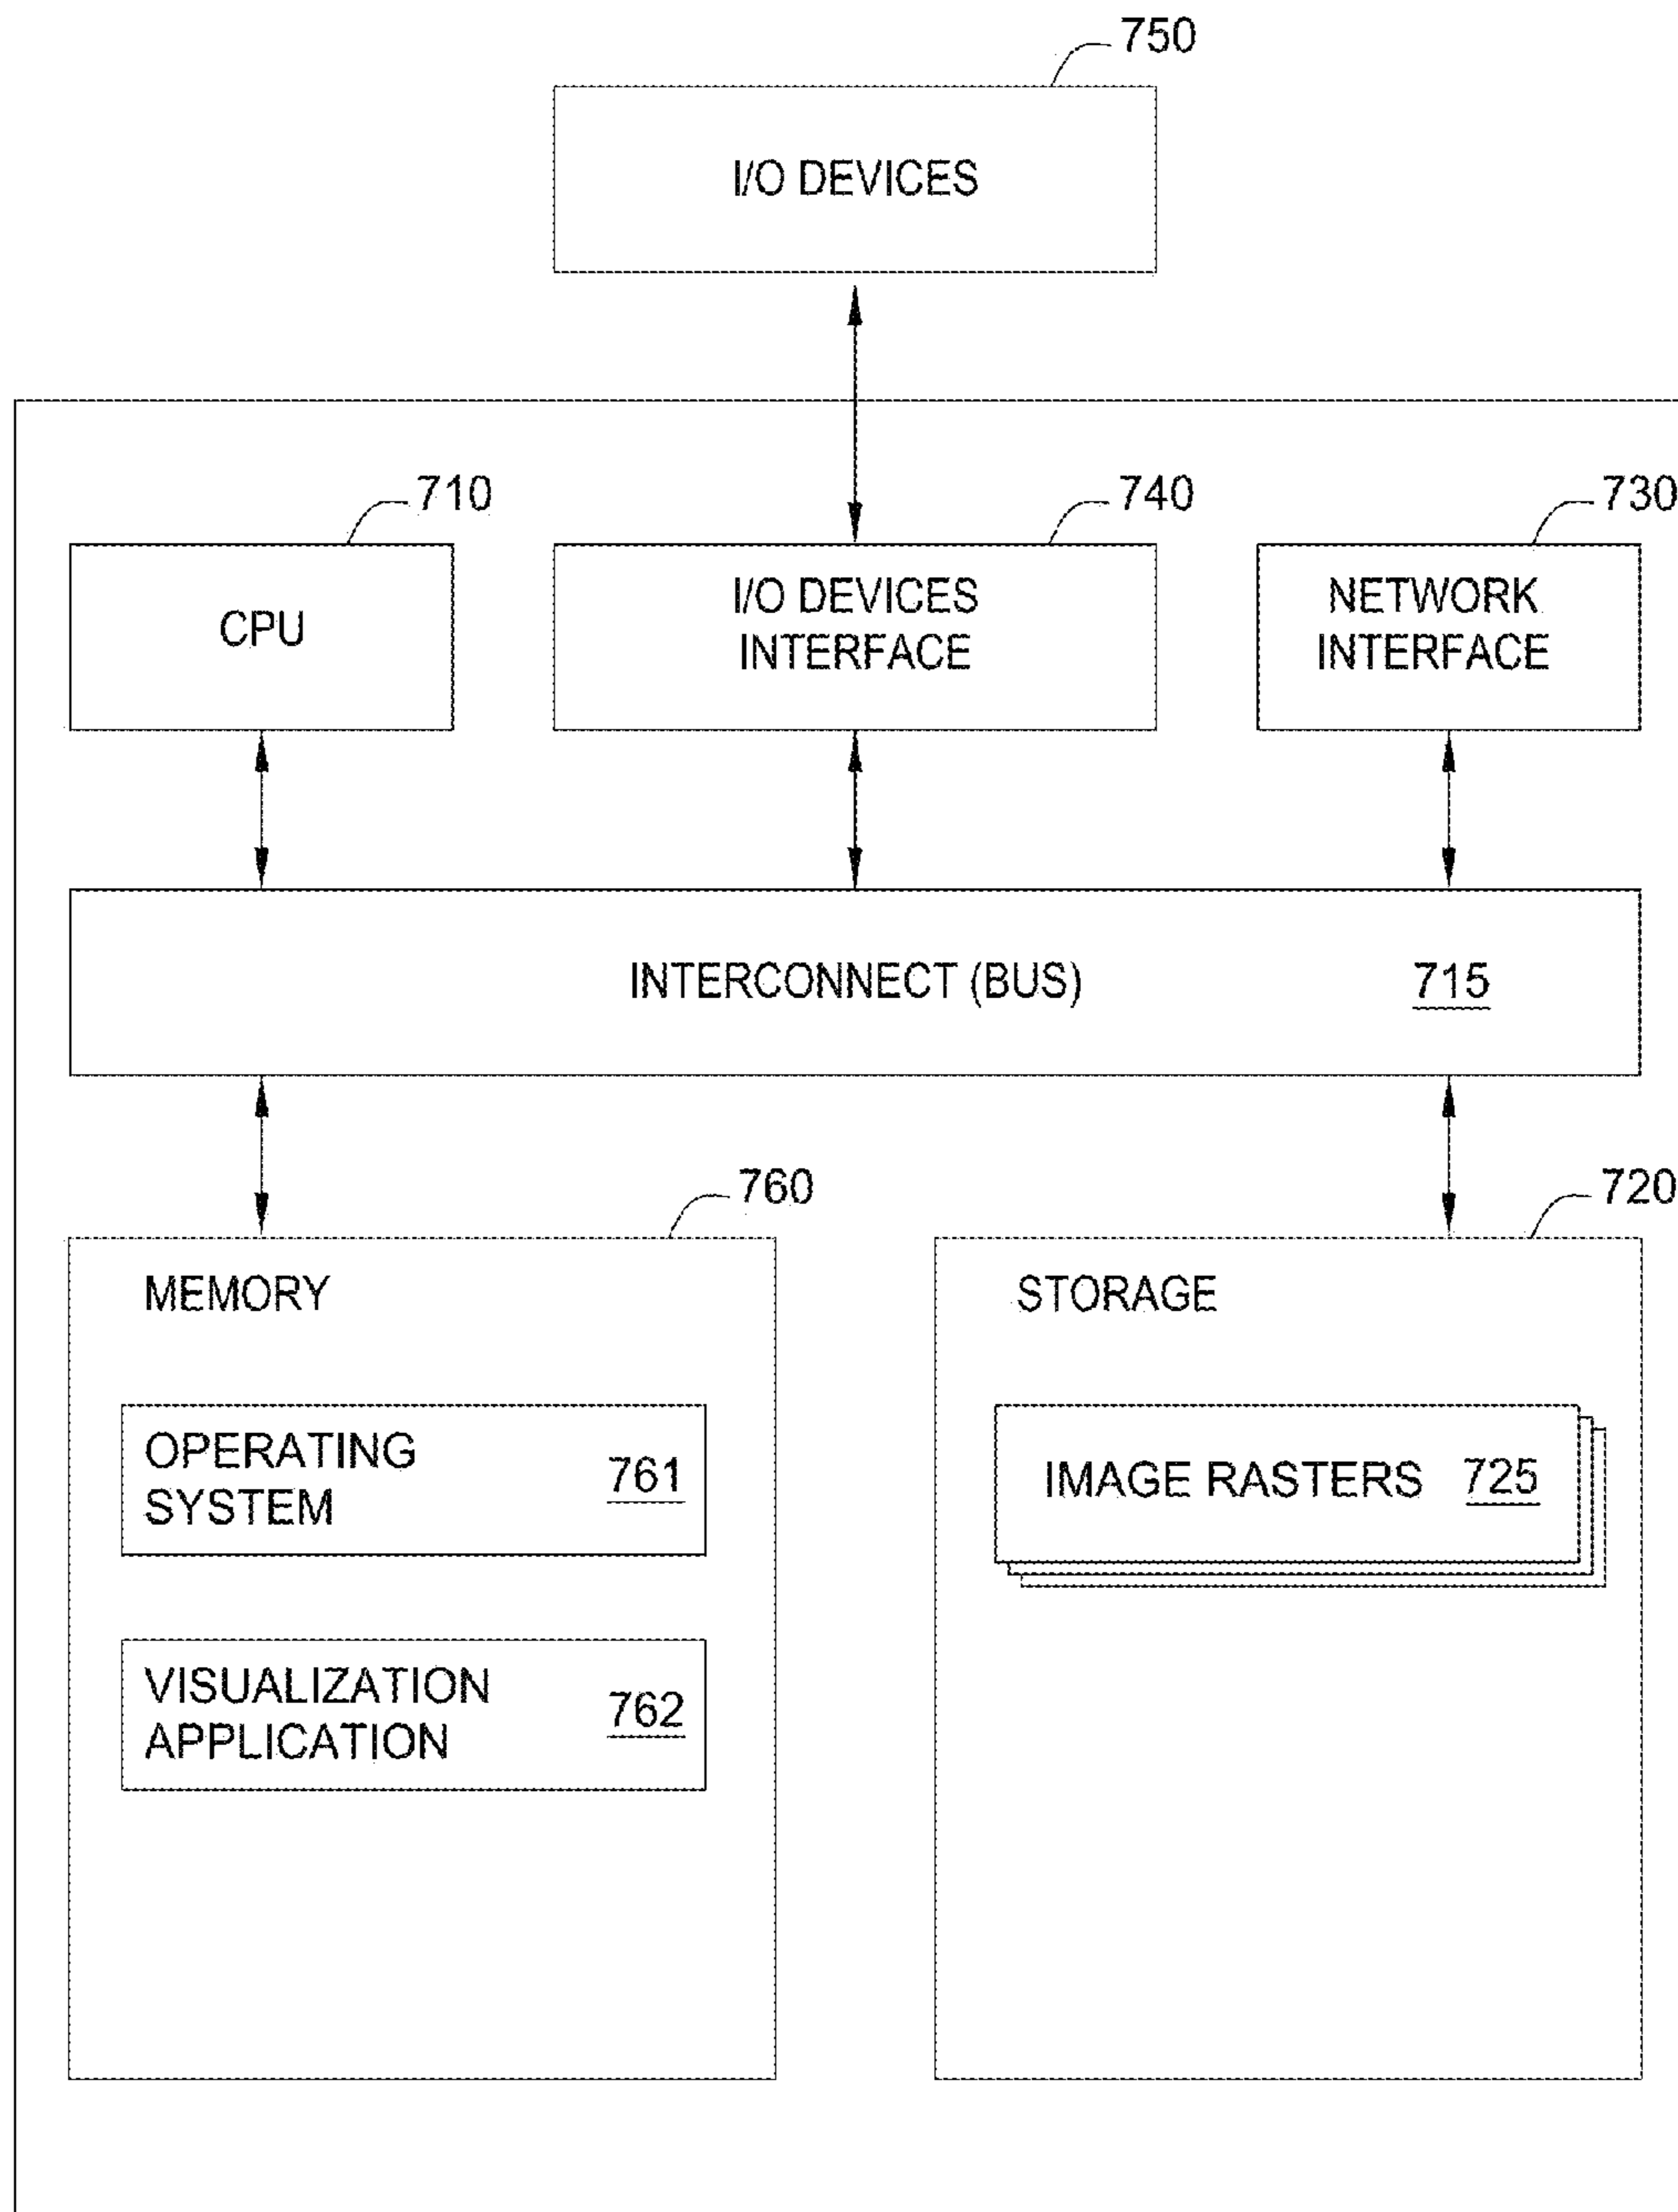 750
I/O DEVICES
710
740
730
CPU
I/O DEVICES
INTERFACE
NETWORK
INTERFACE
INTERCONNECT (BUS)
715
760
720
MEMORY
STORAGE
OPERATING
SYSTEM
761
IMAGE RASTERS
725
VISUALIZATION
APPLICATION
762